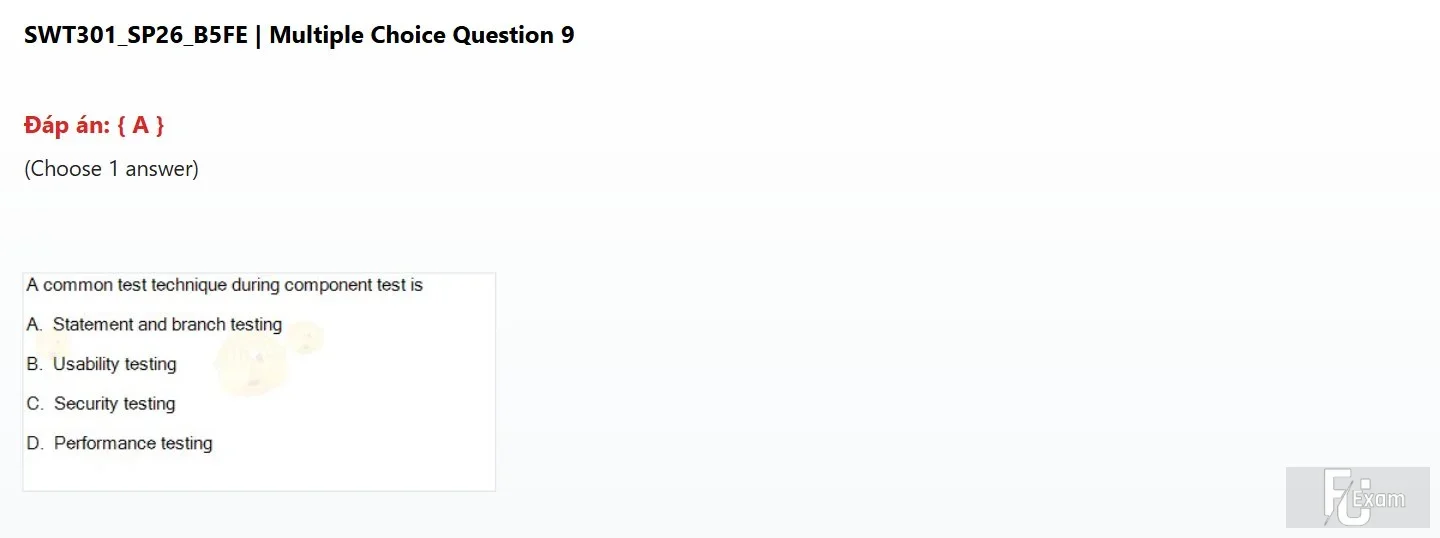 SWT301_SP26_B5FE | Multiple Choice Question 9
Đáp án: { A }
(Choose 1 answer)
A common test technique during component test is
A. Statement and branch testing
B. Usability testing
C. Security testing
D. Performance testing
FU Exam